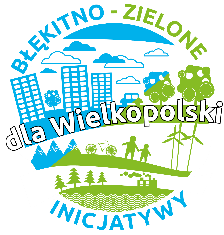 BŁĘKITNO - ZIELONE
dla Wielkopolski
INICJATYWY